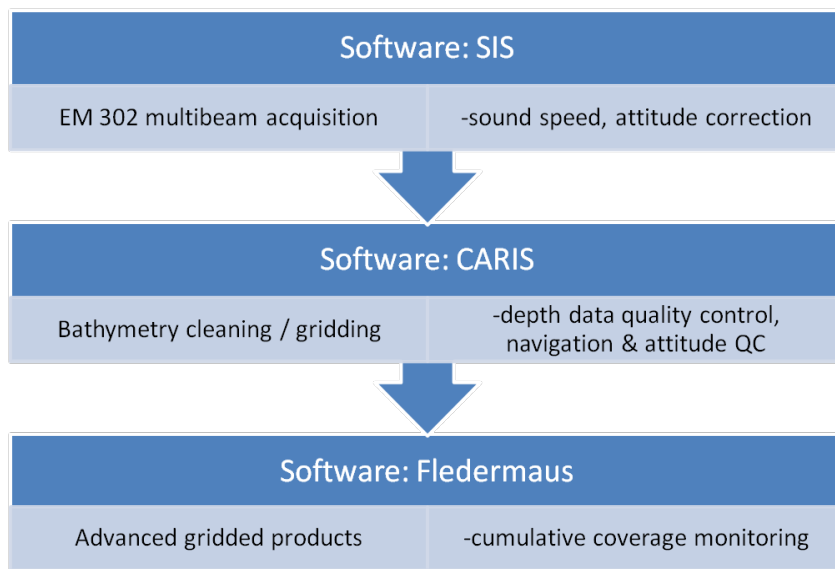 Software: SIS
EM 302 multibeam acquisition
-sound speed, attitude correction
Software: CARIS
Bathymetry cleaning / gridding
-depth data quality control,
navigation & attitude QC
Software: Fledermaus
Advanced gridded products
-cumulative coverage monitoring